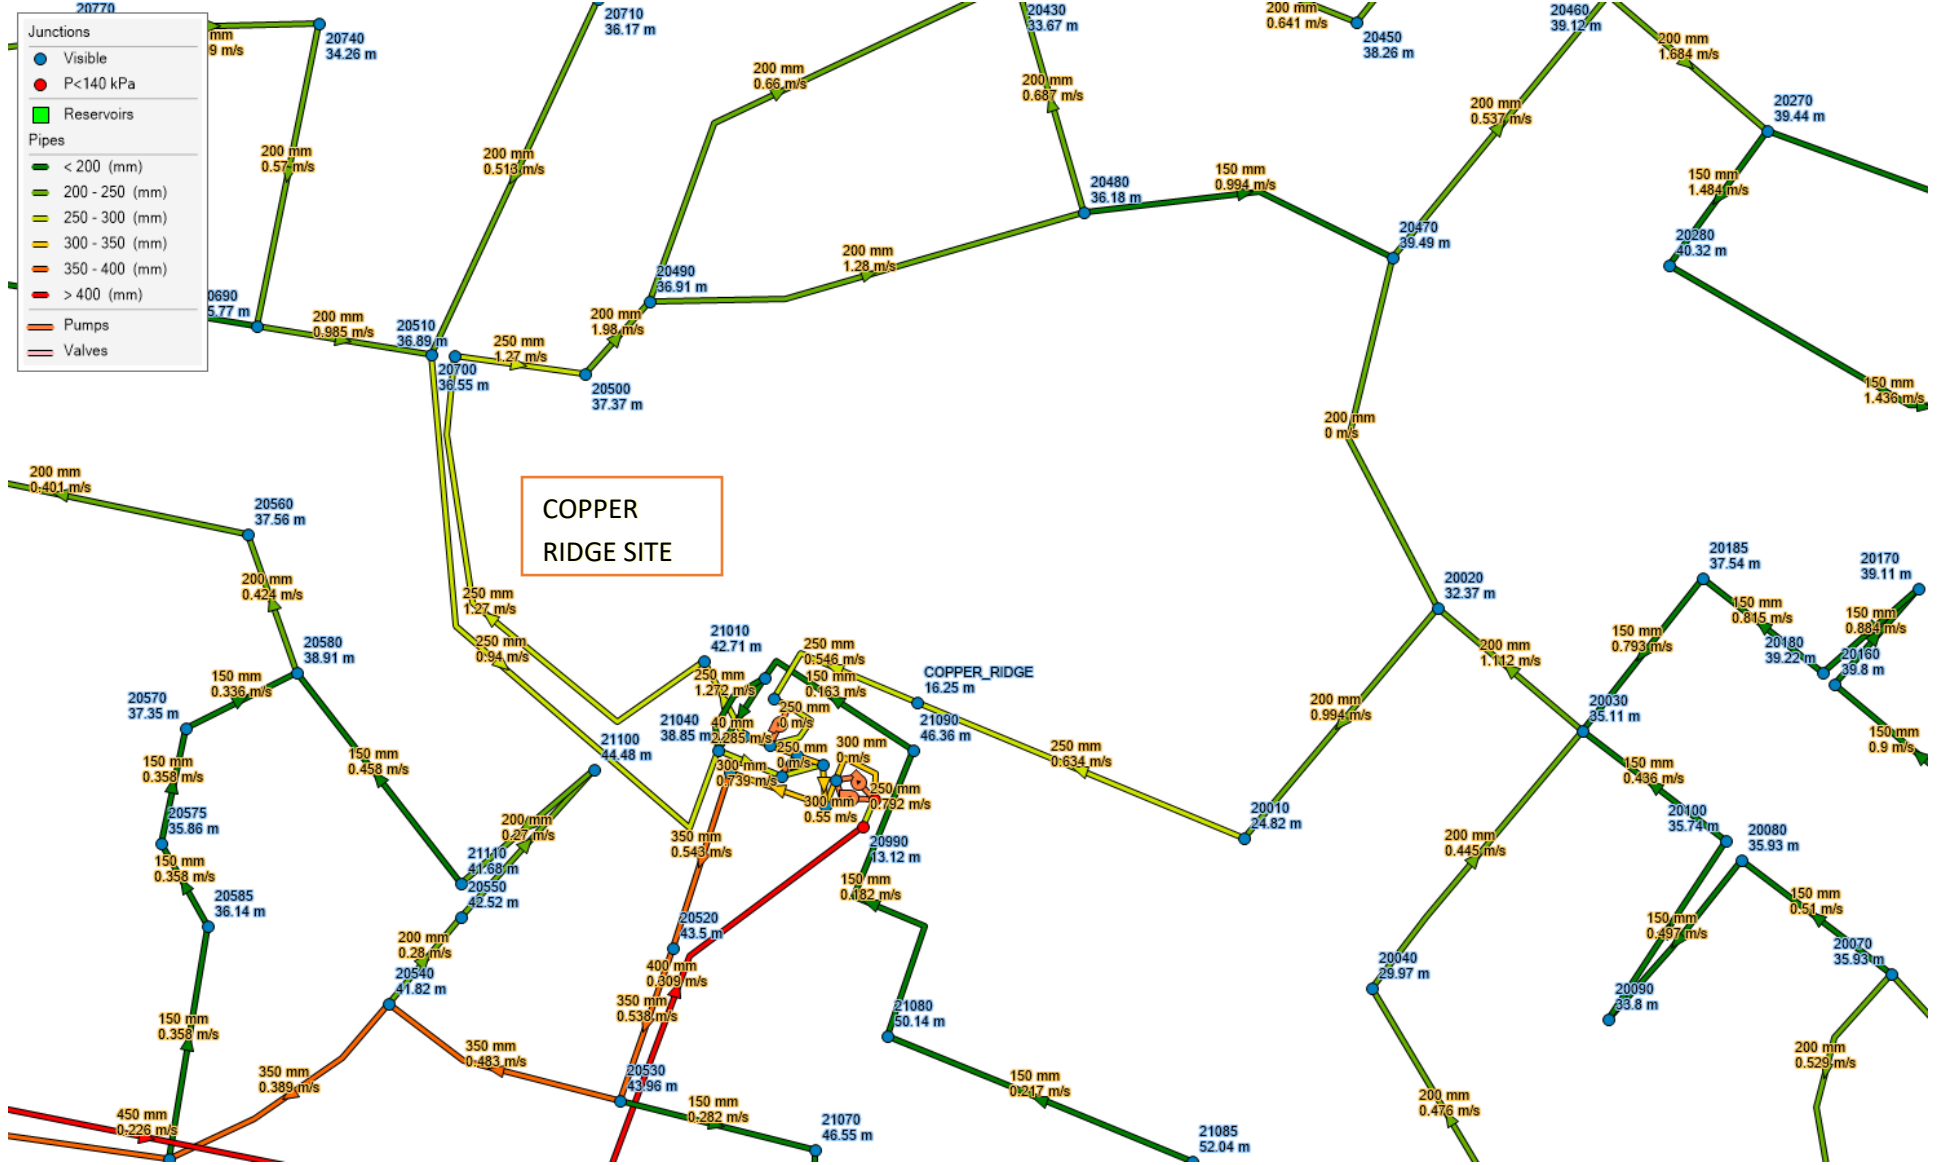 20770
Junctions
Visible
P<140 kPa
Reservoirs
Pipes
< 200 (mm)
200 - 250 (mm)
250 - 300 (mm)
300 - 350 (mm)
350 - 400 (mm)
> 400 (mm)
Pumps
Valves
mm
9 m/s
20740
34.26 m
20710
36.17 m
20430
33.67 m
200 mm
0.641 m/s
20450
38.26 m
20460
39.12 m
200 mm
1.684 m/s
200 mm
0.66 m/s
200 mm
0.687 m/s
200 mm
0.537 m/s
20270
39.44 m
200 mm
0.57 m/s
200 mm
0.513 m/s
150 mm
0.994 m/s
20480
36.18 m
150 mm
1.484 m/s
20470
39.49 m
20280
40.32 m
200 mm
1.28 m/s
20490
36.91 m
0690
5.77 m
200 mm
0.985 m/s
20510
36.89 m
200 mm
1.98 m/s
250 mm
1.27 m/s
20700
36.55 m
20500
37.37 m
150 mm
1.436 m/s
200 mm
0 m/s
200 mm
0.401 m/s
20560
37.56 m
COPPER
RIDGE SITE
200 mm
0.424 m/s
250 mm
1.27 m/s
20020
32.37 m
20185
37.54 m
20170
39.11 m
150 mm
0.815 m/s
150 mm
0.884 m/s
150 mm
0.793 m/s
20180
39.22 m
20160
39.8 m
20580
38.91 m
250 mm
0.94 m/s
21010
42.71 m
250 mm
0.546 m/s
200 mm
1.112 m/s
150 mm
0.336 m/s
250 mm
1.272 m/s
150 mm
0.163 m/s
COPPER_RIDGE
16.25 m
20570
37.35 m
21040
38.85 m
250 mm
0 m/s
40 mm
2.285 m/s
21090
46.36 m
200 mm
0.994 m/s
20030
35.11 m
150 mm
0.9 m/s
21100
44.48 m
150 mm
0.458 m/s
250 mm
0 m/s
300 mm
0 m/s
250 mm
0.634 m/s
150 mm
0.358 m/s
300 mm
0.739 m/s
300 mm
0.55 m/s
250 mm
0.792 m/s
150 mm
0.436 m/s
20575
35.86 m
200 mm
0.27 m/s
350 mm
0.543 m/s
20990
13.12 m
20010
24.82 m
20100
35.74 m
20080
35.93 m
150 mm
0.358 m/s
21110
41.68 m
20550
42.52 m
150 mm
0.182 m/s
200 mm
0.445 m/s
150 mm
0.51 m/s
20585
36.14 m
20520
43.5 m
150 mm
0.497 m/s
200 mm
0.28 m/s
20540
41.82 m
400 mm
0.309 m/s
20040
29.97 m
20070
35.93 m
20090
33.8 m
350 mm
0.538 m/s
21080
50.14 m
150 mm
0.358 m/s
350 mm
0.483 m/s
200 mm
0.529 m/s
350 mm
0.389 m/s
20530
43.96 m
150 mm
0.217 m/s
200 mm
0.476 m/s
450 mm
0.226 m/s
150 mm
0.282 m/s
21070
46.55 m
21085
52.04 m